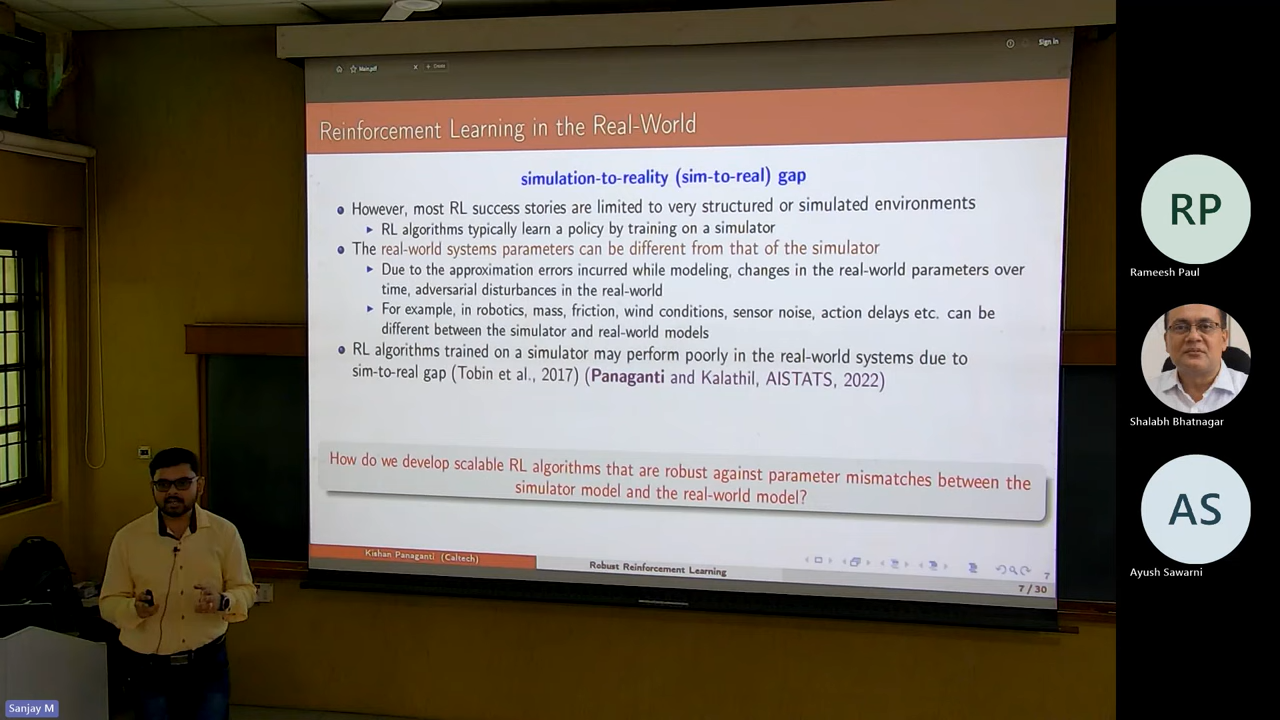 Sign in
Main.pdf
Create
Reinforcement Learning in the Real-World
simulation-to-reality (sim-to-real) gap
However, most RL success stories are limited to very structured or simulated environments
RL algorithms typically learn a policy by training on a simulator
The real-world systems parameters can be different from that of the simulator
Due to the approximation errors incurred while modeling, changes in the real-world parameters over
time, adversarial disturbances in the real-world
For example, in robotics, mass, friction, wind conditions, sensor noise, action delays etc. can be
different between the simulator and real-world models
RL algorithms trained on a simulator may perform poorly in the real-world systems due to
sim-to-real gap (Tobin et al., 2017) (Panaganti and Kalathil, AISTATS, 2022)
How do we develop scalable RL algorithms that are robust against parameter mismatches between the
simulator model and the real-world model?
Kishan Panaganti (Caltech)
Robust Reinforcement Learning
7
7 / 30
RP
Rameesh Paul
Shalabh Bhatnagar
AS
Ayush Sawarni
Sanjay M